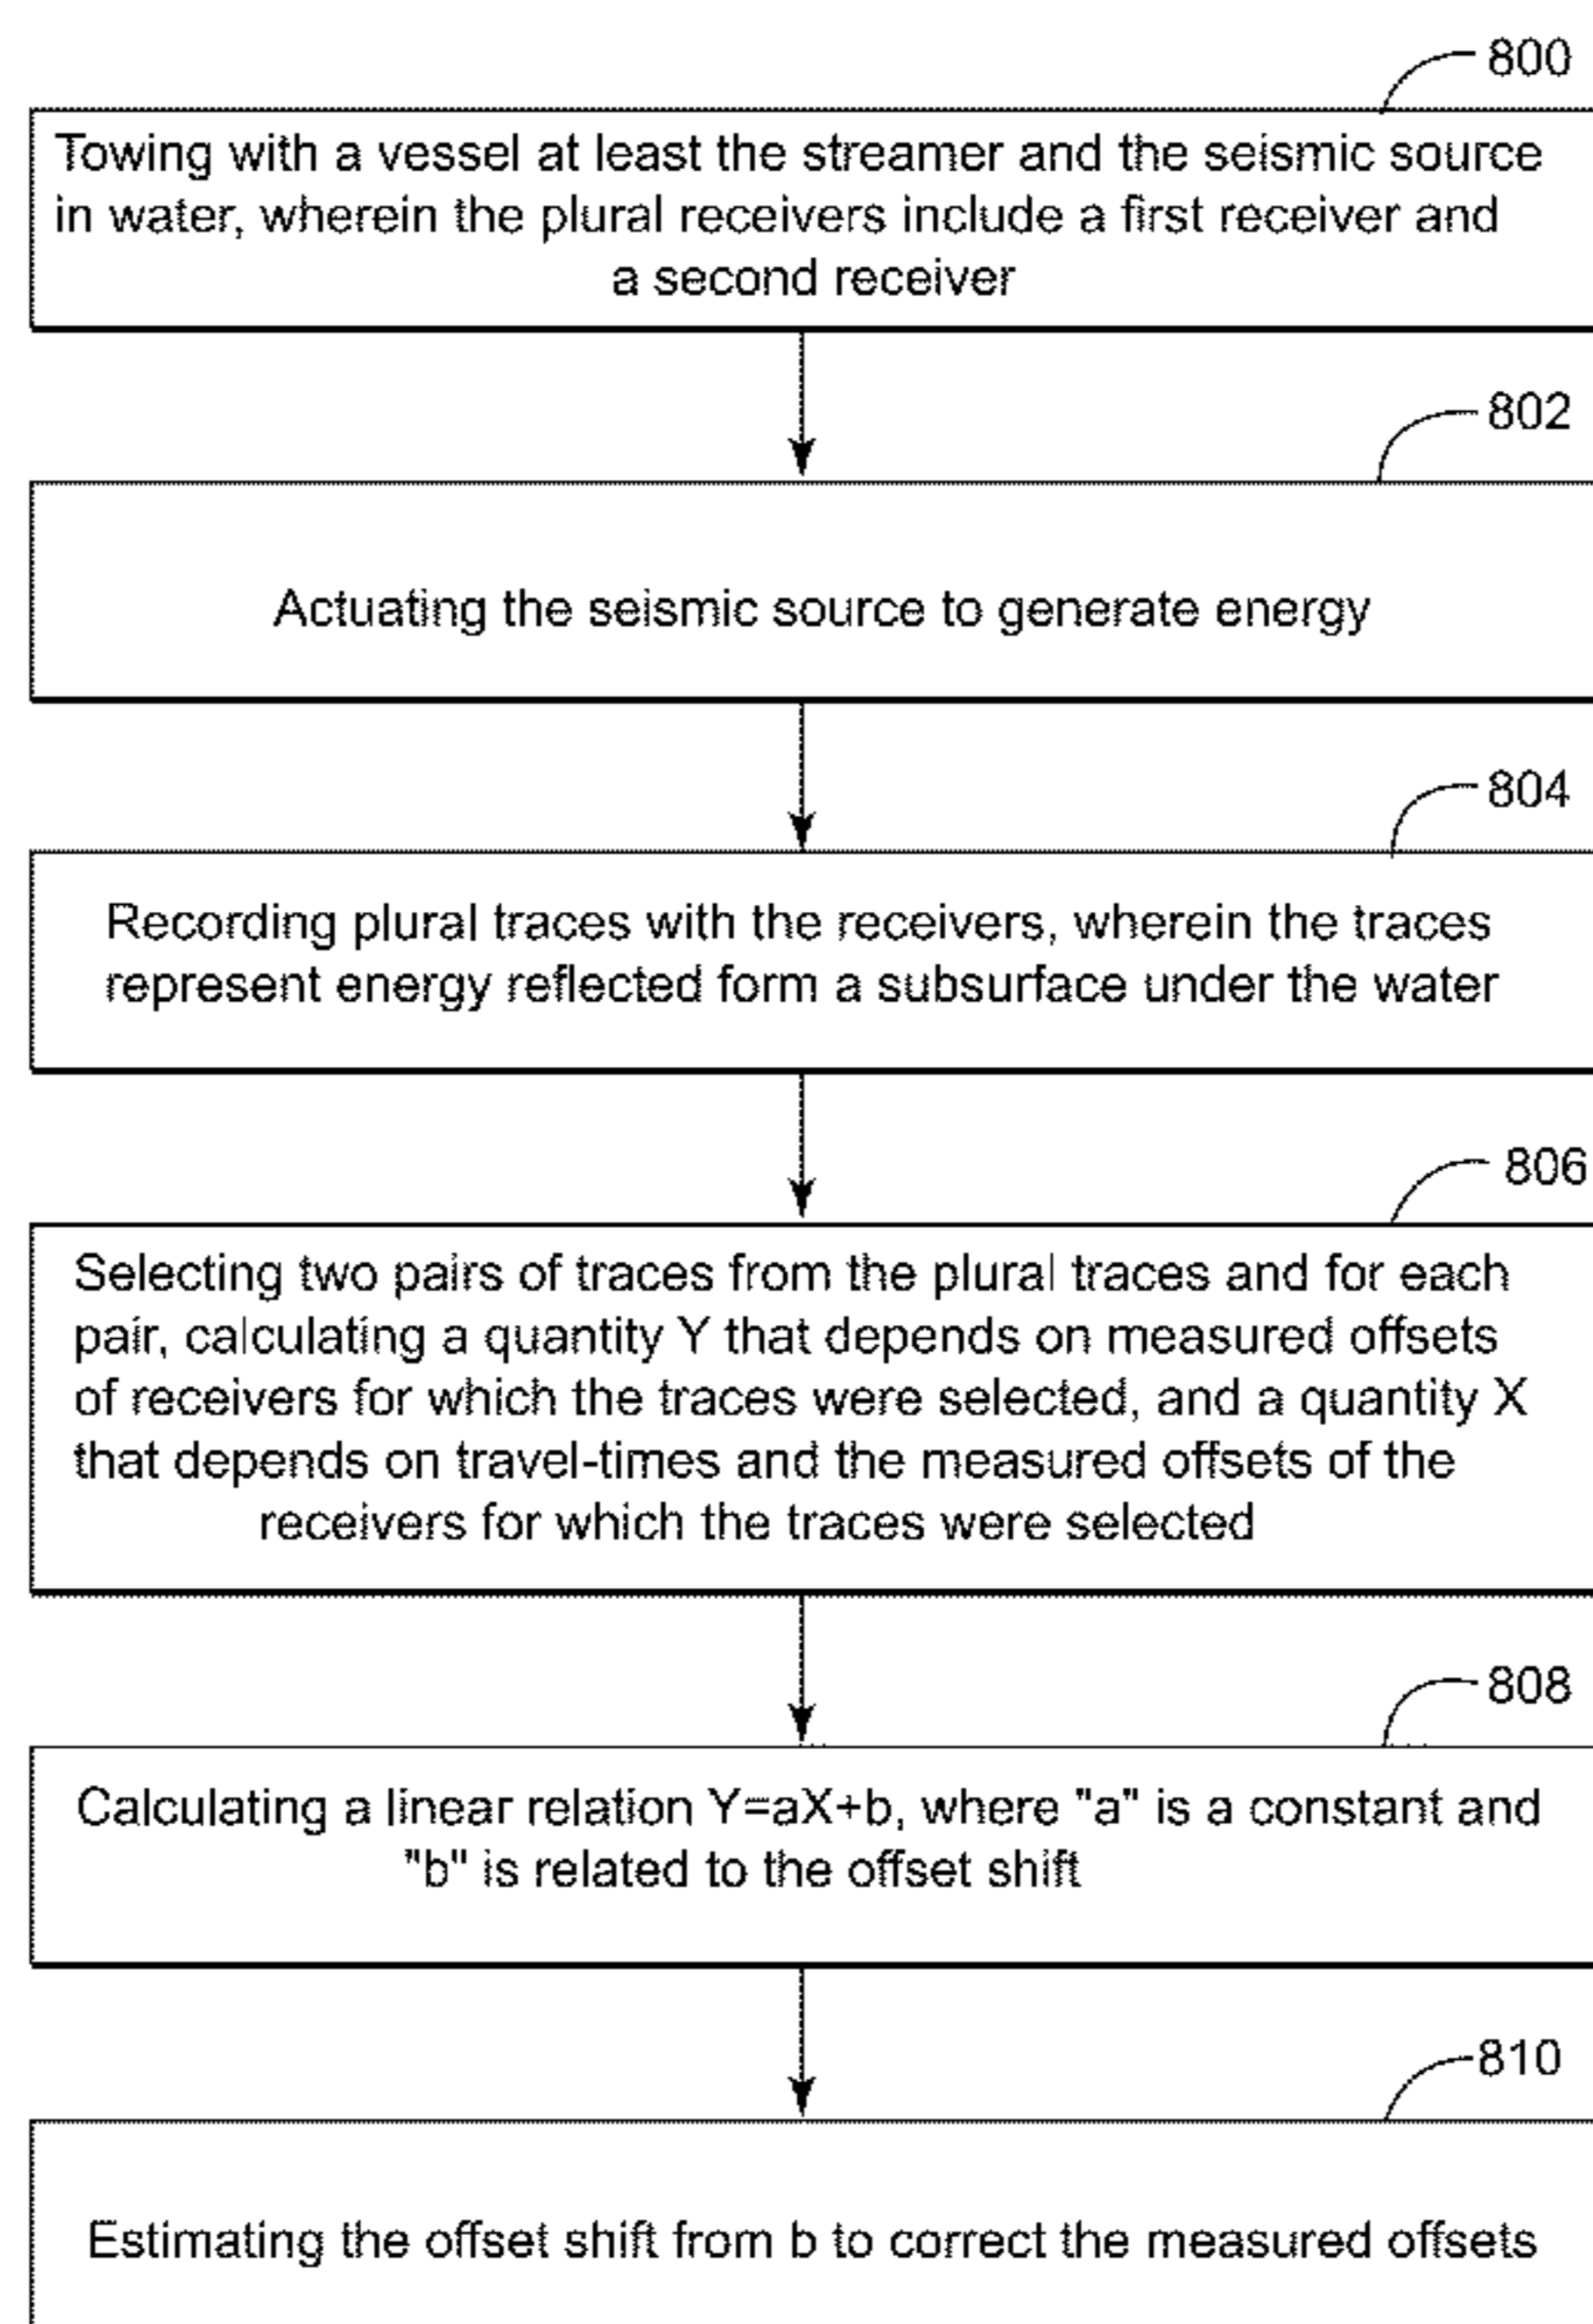 800
Towing with a vessel at least the streamer and the seismic source
in water, wherein the plural receivers include a first receiver and
a second receiver
802
Actuating the seismic source to generate energy
804
Recording plural traces with the receivers, wherein the traces
represent energy reflected form a subsurface under the water
806
Selecting two pairs of traces from the plural traces and for each
pair, calculating a quantity Y that depends on measured offsets
of receivers for which the traces were selected, and a quantity X
that depends on travel-times and the measured offsets of the
receivers for which the traces were selected
808
Calculating a linear relation Y=aX+b, where "a" is a constant and
"b" is related to the offset shift
810
Estimating the offset shift from b to correct the measured offsets